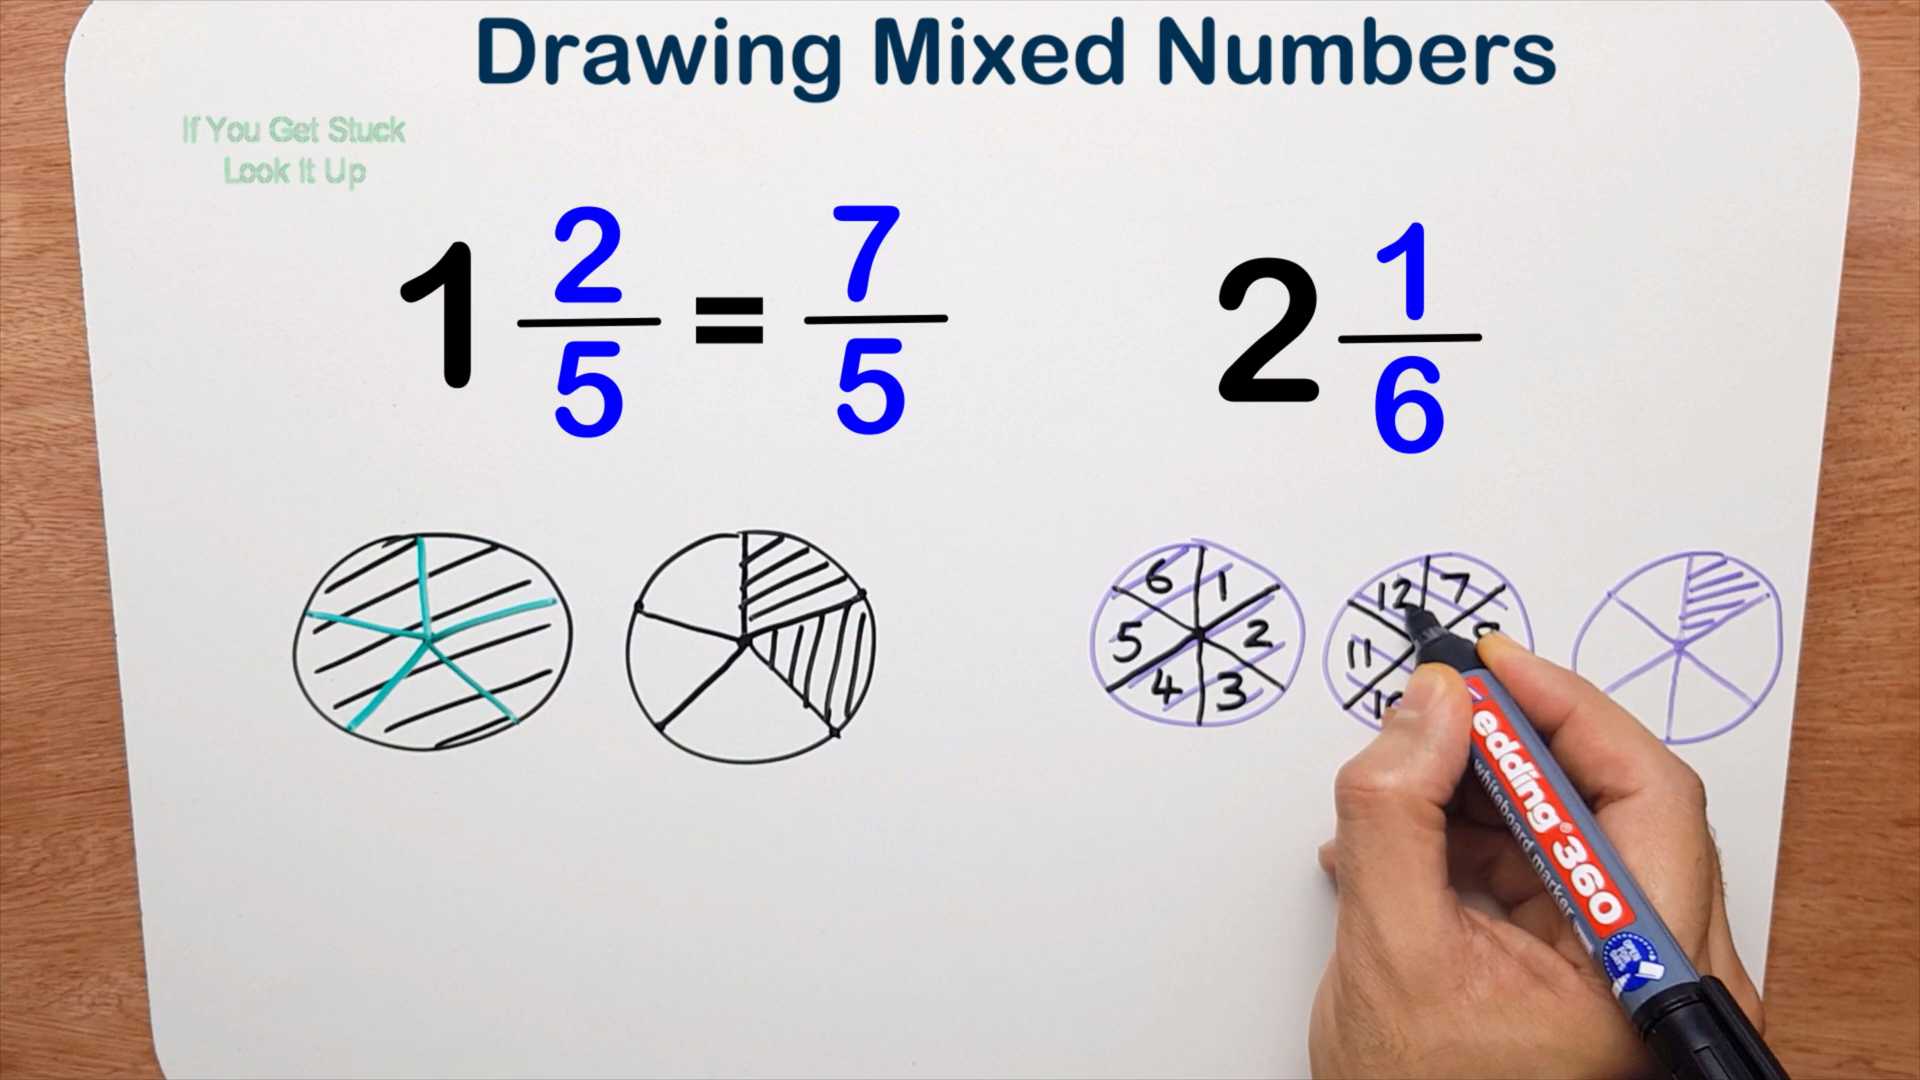 Drawing Mixed Numbers
If You Get Stuck
Look It Up
1 2/5 = 7/5
2 1/6
6 1
5 2
4 3
12 7
11
edding 360
whiteboard marker